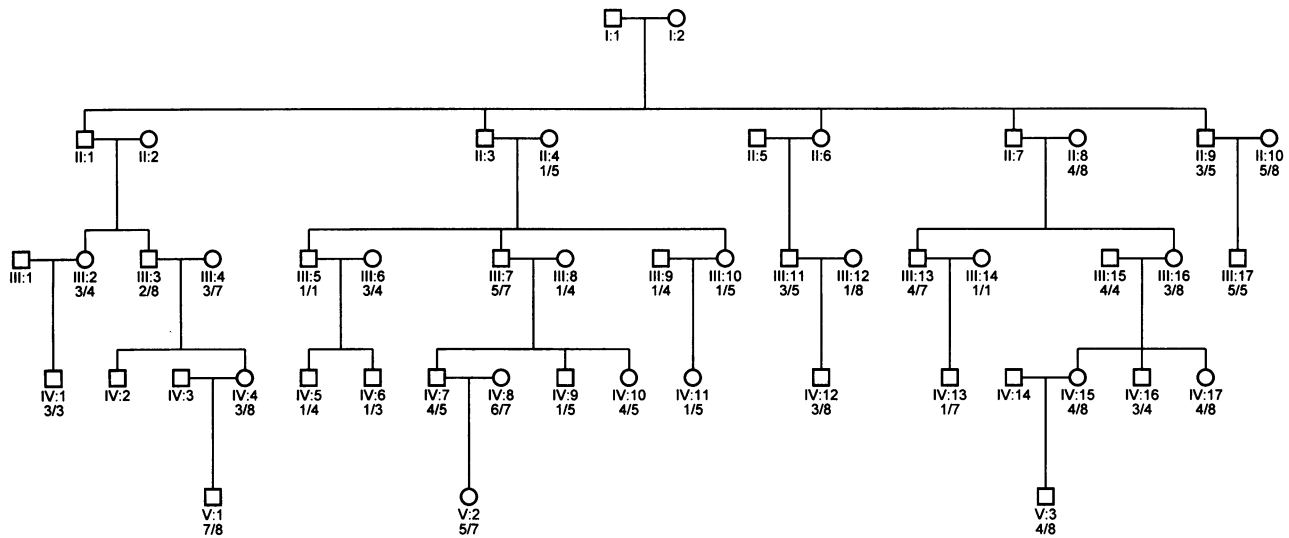 I:1 I:2
II:1 II:2 II:3 II:4 II:5 II:6 II:7 II:8 II:9 II:10
1/5 4/8 3/5 5/8
III:1 III:2 III:3 III:4 III:5 III:6 III:7 III:8 III:9 III:10 III:11 III:12 III:13 III:14 III:15 III:16 III:17
3/4 2/8 3/7 1/1 3/4 5/7 1/4 1/4 1/5 3/5 1/8 4/7 1/1 4/4 3/8 5/5
IV:1 IV:2 IV:3 IV:4 IV:5 IV:6 IV:7 IV:8 IV:9 IV:10 IV:11 IV:12 IV:13 IV:14 IV:15 IV:16 IV:17
3/3 3/8 1/4 1/3 4/5 6/7 1/5 4/5 1/5 3/8 1/7 4/8 3/4 4/8
V:1 V:2 V:3
7/8 5/7 4/8